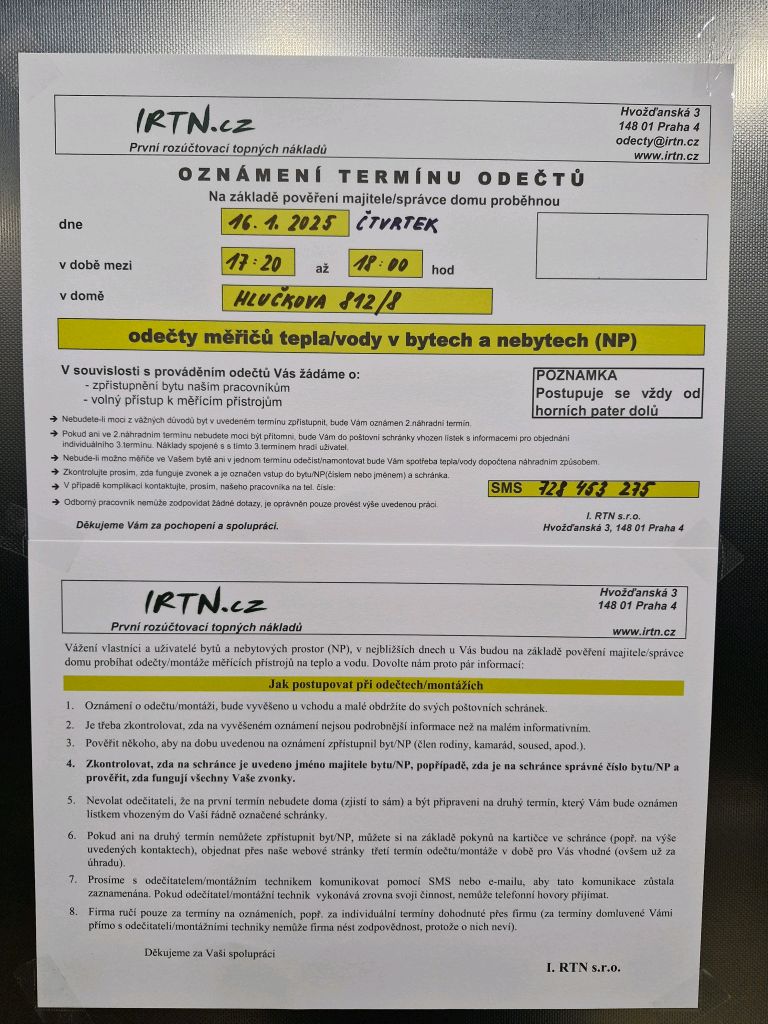 IRTN.cz
První rozúčtovací topných nákladů
Hvožďanská 3
148 01 Praha 4
odecty@irtn.cz
www.irtn.cz
OZNÁMENÍ TERMÍNU ODEČTŮ
Na základě pověření majitele/správce domu proběhnou
dne 16.1.2025 ČTVRTEK
v době mezi 17:20 až 18:00 hod
v domě HLUČKOVA 812/8
odečty měřičů tepla/vody v bytech a nebytech (NP)
V souvislosti s prováděním odečtů Vás žádáme o:
- zpřístupnění bytu našim pracovníkům
- volný přístup k měřícím přístrojům
POZNAMKA
Postupuje se vždy od
horních pater dolů
➔ Nebudete-li moci z vážných důvodů byt v uvedeném termínu zpřístupnit, bude Vám oznámen 2.náhradní termín.
➔ Pokud ani ve 2.náhradním termínu nebudete moci být přítomni, bude Vám do poštovní schránky vhozen lístek s informacemi pro objednání
individuálního 3.termínu. Náklady spojené s s tímto 3.termínem hradí uživatel.
➔ Nebude-li možno měřiče ve Vašem bytě ani v jednom termínu odečíst/namontovat bude Vám spotřeba tepla/vody dopočtena náhradním způsobem.
➔ Zkontrolujte prosím, zda funguje zvonek a je označen vstup do bytu/NP(číslem nebo jménem) a schránka.
➔ V případě komplikací kontaktujte, prosím, našeho pracovníka na tel. čísle:
SMS 728 453 275
➔ Odborný pracovník nemůže zodpovídat žádné dotazy, je oprávněn pouze provést výše uvedenou práci.
Děkujeme Vám za pochopení a spolupráci.
I. RTN s.r.o.
Hvožďanská 3, 148 01 Praha 4
IRTN.cz
První rozúčtovací topných nákladů
Hvožďanská 3
148 01 Praha 4
www.irtn.cz
Vážení vlastníci a uživatelé bytů a nebytových prostor (NP), v nejbližších dnech u Vás budou na základě pověření majitele/správce
domu probíhat odečty/montáže měřících přístrojů na teplo a vodu. Dovolte nám proto pár informací:
Jak postupovat při odečtech/montážích
1. Oznámení o odečtu/montáži, bude vyvěšeno u vchodu a malé obdržíte do svých poštovních schránek.
2. Je třeba zkontrolovat, zda na vyvěšeném oznámení nejsou podrobnější informace než na malém informativním.
3. Pověřit někoho, aby na dobu uvedenou na oznámení zpřístupnil byt/NP (člen rodiny, kamarád, soused, apod.).
4. Zkontrolovat, zda na schránce je uvedeno jméno majitele bytu/NP, popřípadě, zda je na schránce správné číslo bytu/NP a
prověřit, zda fungují všechny Vaše zvonky.
5. Nevolat odečítateli, že na první termín nebudete doma (zjistí to sám) a být připraveni na druhý termín, který Vám bude oznámen
lístkem vhozeným do Vaší řádně označené schránky.
6. Pokud ani na druhý termín nemůžete zpřístupnit byt/NP, můžete si na základě pokynů na kartičce ve schránce (popř. na výše
uvedených kontaktech), objednat přes naše webové stránky třetí termín odečtu/montáže v době pro Vás vhodné (ovšem už za
úhradu).
7. Prosíme s odečítatelem/montážním technikem komunikovat pomocí SMS nebo e-mailu, aby tato komunikace zůstala
zaznamenána. Pokud odečítatel/montážní technik vykonává zrovna svoji činnost, nemůže telefonní hovory přijímat.
8. Firma ručí pouze za termíny na oznámeních, popř. za individuální termíny dohodnuté přes firmu (za termíny domluvené Vámi
přímo s odečítateli/montážními techniky nemůže firma nést zodpovědnost, protože o nich neví).
Děkujeme za Vaši spolupráci
I. RTN s.r.o.